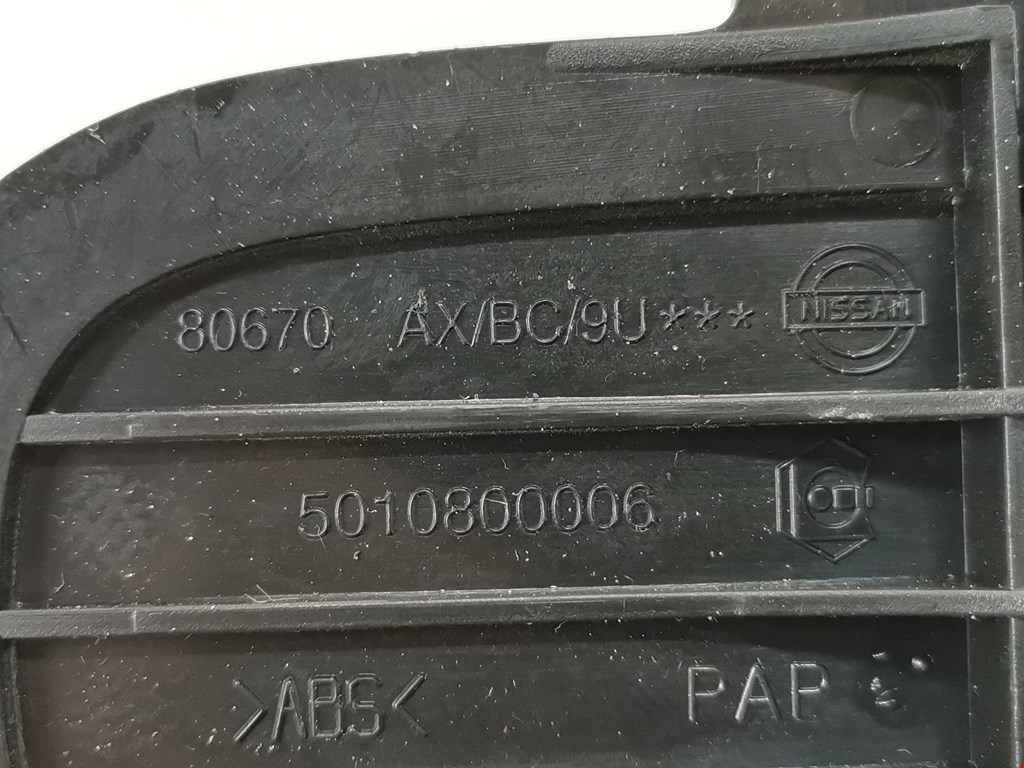 80670 AX/BC/9U*** NISSAN
5010800006
>ABS< PAP